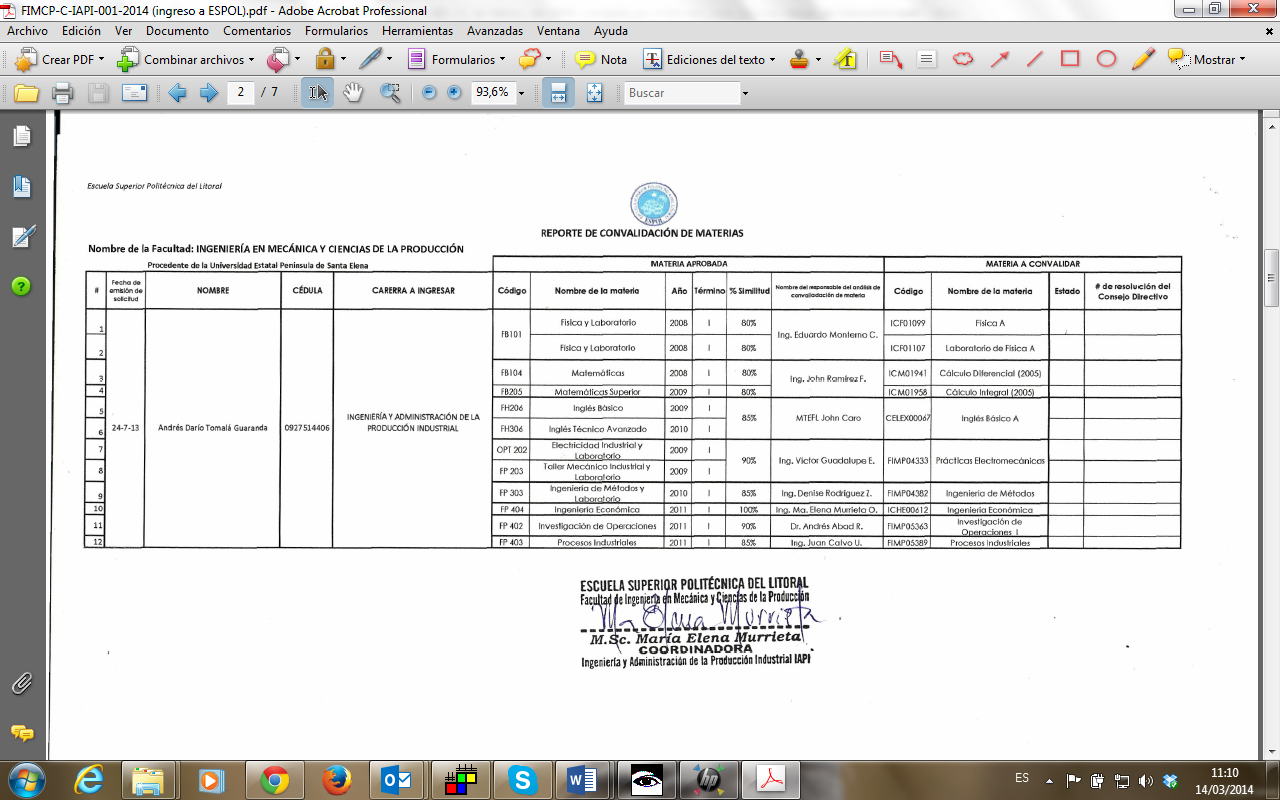 FIMCP-C-IAPI-001-2014 (ingreso a ESPOL).pdf - Adobe Acrobat Professional
Archivo Edición Ver Documento Comentarios Formularios Herramientas Avanzadas Ventana Ayuda
Crear PDF Combinar archivos Formularios Nota Ediciones del texto Mostrar
2 / 7 93,6% Buscar
Escuela Superior Politécnica del Litoral
ESPOL
REPORTE DE CONVALIDACIÓN DE MATERIAS
Nombre de la Facultad: INGENIERÍA EN MECÁNICA Y CIENCIAS DE LA PRODUCCIÓN
Procedente de la Universidad Estatal Península de Santa Elena MATERIA APROBADA MATERIA A CONVALIDAR
# Fecha de emisión de solicitud NOMBRE CÉDULA CARERRA A INGRESAR Código Nombre de la materia Año Término % Similitud Nombre del responsable del análisis de convalidadación de materia Código Nombre de la materia Estado # de resolución del Consejo Directivo
24-7-13 Andrés Darío Tomalá Guaranda 0927514406 INGENIERÍA Y ADMINISTRACIÓN DE LA PRODUCCIÓN INDUSTRIAL
1 FB101 Física y Laboratorio 2008 I 80% Ing. Eduardo Monterno C. ICF01099 Física A
2 Física y Laboratorio 2008 I 80% ICF01107 Laboratorio de Física A
3 FB104 Matemáticas 2008 I 80% Ing. John Ramírez F. ICM01941 Cálculo Diferencial (2005)
4 FB205 Matemáticas Superior 2009 I 80% ICM01958 Cálculo Integral (2005)
5 FH206 Inglés Básico 2009 I 85% MTEFL John Caro CELEX00067 Inglés Básico A
6 FH306 Inglés Técnico Avanzado 2010 I
7 OPT 202 Electricidad Industrial y Laboratorio 2009 I 90% Ing. Victor Guadalupe E. FIMP04333 Prácticas Electromecánicas
8 FP 203 Taller Mecánico Industrial y Laboratorio 2009 I
9 FP 303 Ingeniería de Métodos y Laboratorio 2010 I 85% Ing. Denise Rodríguez Z. FIMP04382 Ingeniería de Métodos
10 FP 404 Ingeniería Económica 2011 I 100% Ing. Ma. Elena Murrieta O. ICHE00612 Ingeniería Económica
11 FP 402 Investigación de Operaciones 2011 I 90% Dr. Andrés Abad R. FIMP05363 Investigación de Operaciones I
12 FP 403 Procesos Industriales 2011 I 85% Ing. Juan Calvo U. FIMP05389 Procesos Industriales
ESCUELA SUPERIOR POLITÉCNICA DEL LITORAL
Facultad de Ingeniería en Mecánica y Ciencias de la Producción
Ma Elena Murrieta
M.Sc. María Elena Murrieta
COORDINADORA
Ingeniería y Administración de la Producción Industrial IAPI
ES 11:10
14/03/2014